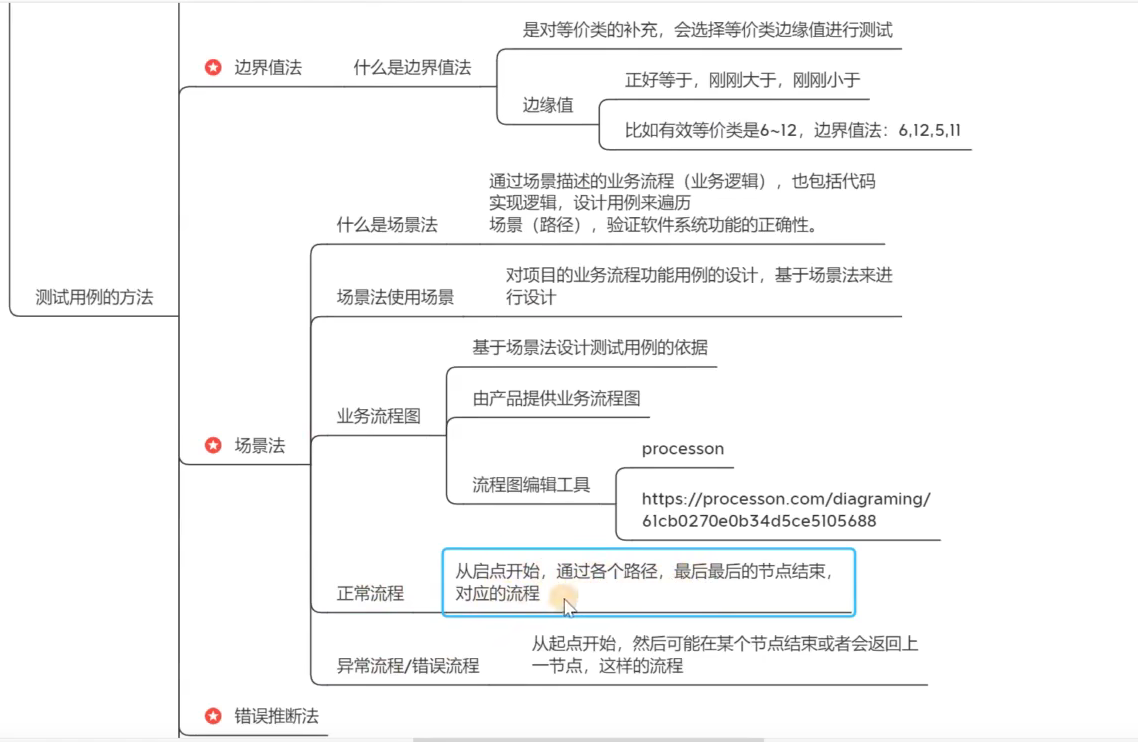 是对等价类的补充，会选择等价类边缘值进行测试
边界值法
什么是边界值法
正好等于，刚刚大于，刚刚小于
边缘值
比如有效等价类是6~12，边界值法：6,12,5,11
通过场景描述的业务流程（业务逻辑），也包括代码
实现逻辑，设计用例来遍历
场景（路径），验证软件系统功能的正确性。
什么是场景法
对项目的业务流程功能用例的设计，基于场景法来进
行设计
场景法使用场景
测试用例的方法
基于场景法设计测试用例的依据
由产品提供业务流程图
业务流程图
场景法
processon
流程图编辑工具
https://processon.com/diagraming/
61cb0270e0b34d5ce5105688
从启点开始，通过各个路径，最后最后的节点结束，
对应的流程
正常流程
从起点开始，然后可能在某个节点结束或者会返回上
一节点，这样的流程
异常流程/错误流程
错误推断法